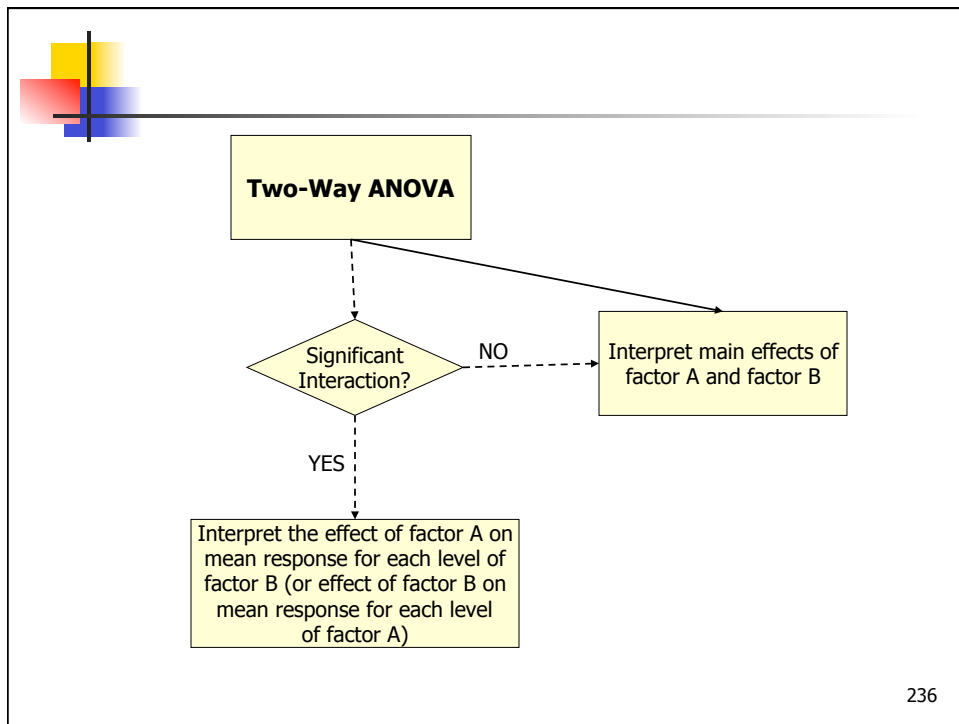 Two-Way ANOVA
Significant
Interaction?
NO
Interpret main effects of
factor A and factor B
YES
Interpret the effect of factor A on
mean response for each level of
factor B (or effect of factor B on
mean response for each level
of factor A)
236